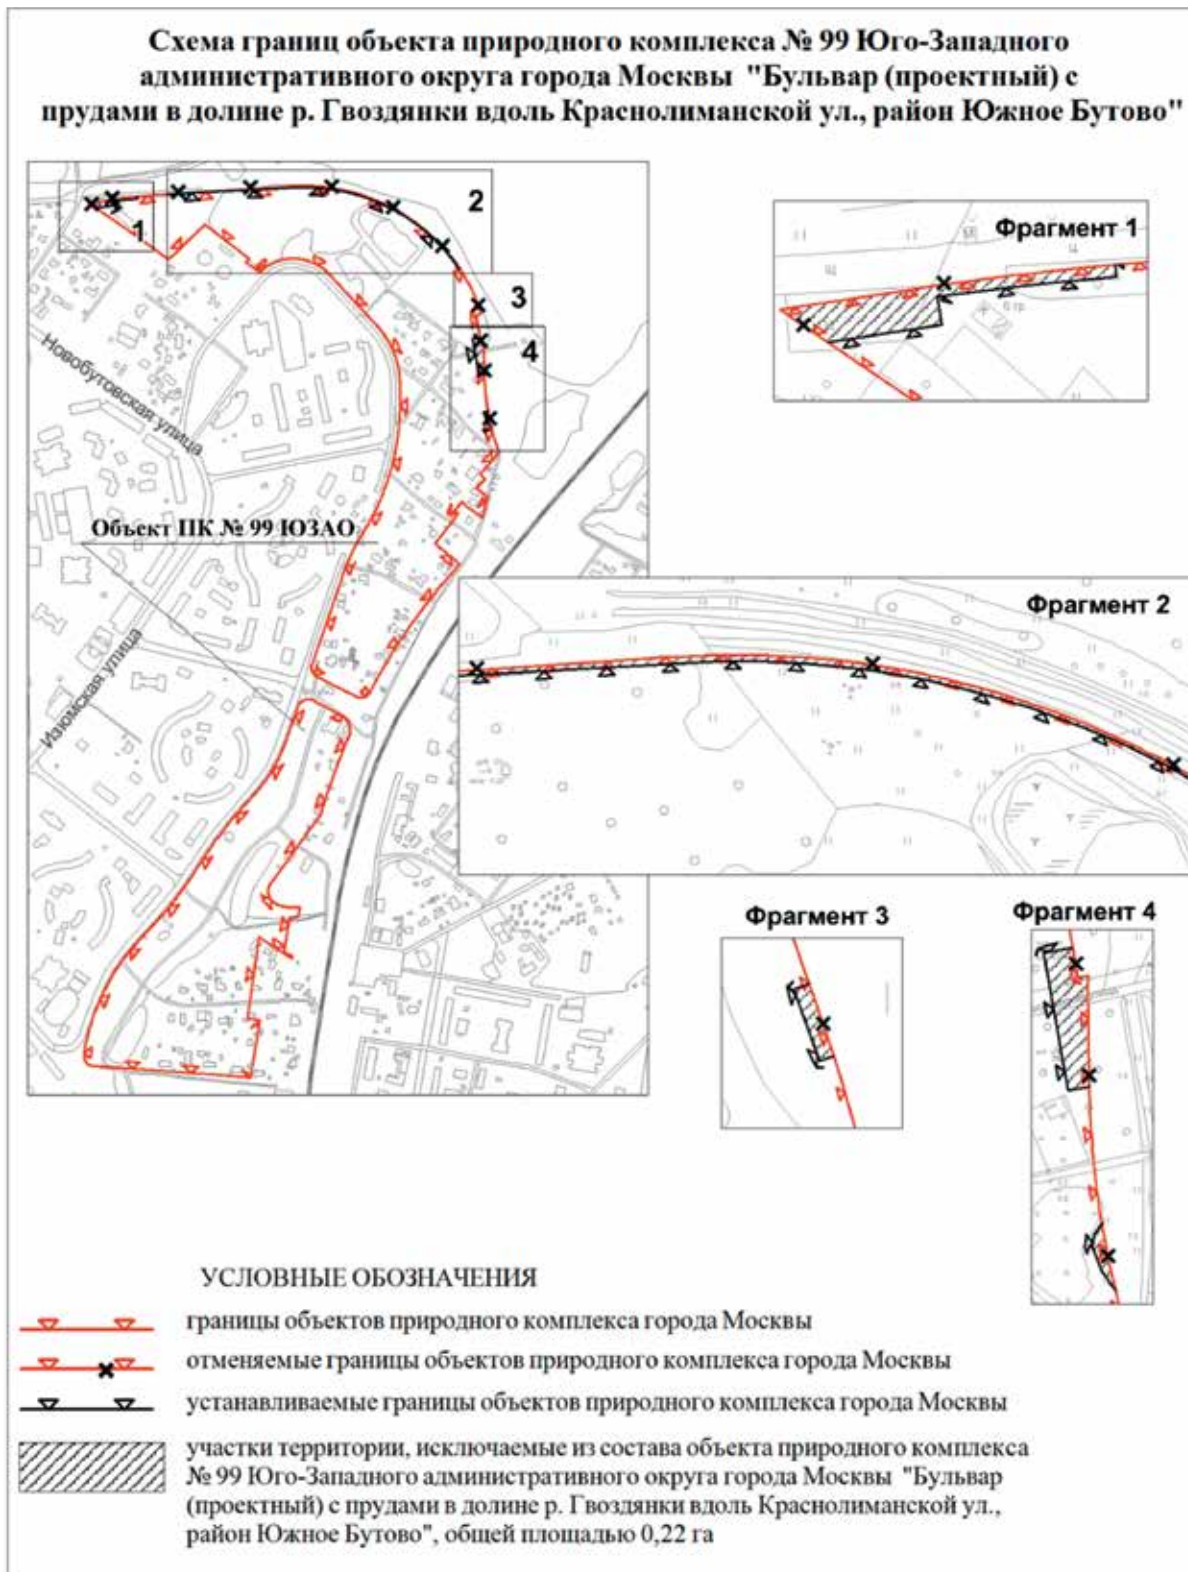 Схема границ объекта природного комплекса № 99 Юго-Западного
административного округа города Москвы "Бульвар (проектный) с
прудами в долине р. Гвоздянки вдоль Краснолиманской ул., район Южное Бутово"
1
2
3
4
Новобутовская улица
Объект ПК № 99 ЮЗАО
Изюмская улица
Фрагмент 1
Фрагмент 2
Фрагмент 3
Фрагмент 4
УСЛОВНЫЕ ОБОЗНАЧЕНИЯ
границы объектов природного комплекса города Москвы
отменяемые границы объектов природного комплекса города Москвы
устанавливаемые границы объектов природного комплекса города Москвы
участки территории, исключаемые из состава объекта природного комплекса
№ 99 Юго-Западного административного округа города Москвы "Бульвар
(проектный) с прудами в долине р. Гвоздянки вдоль Краснолиманской ул.,
район Южное Бутово", общей площадью 0,22 га